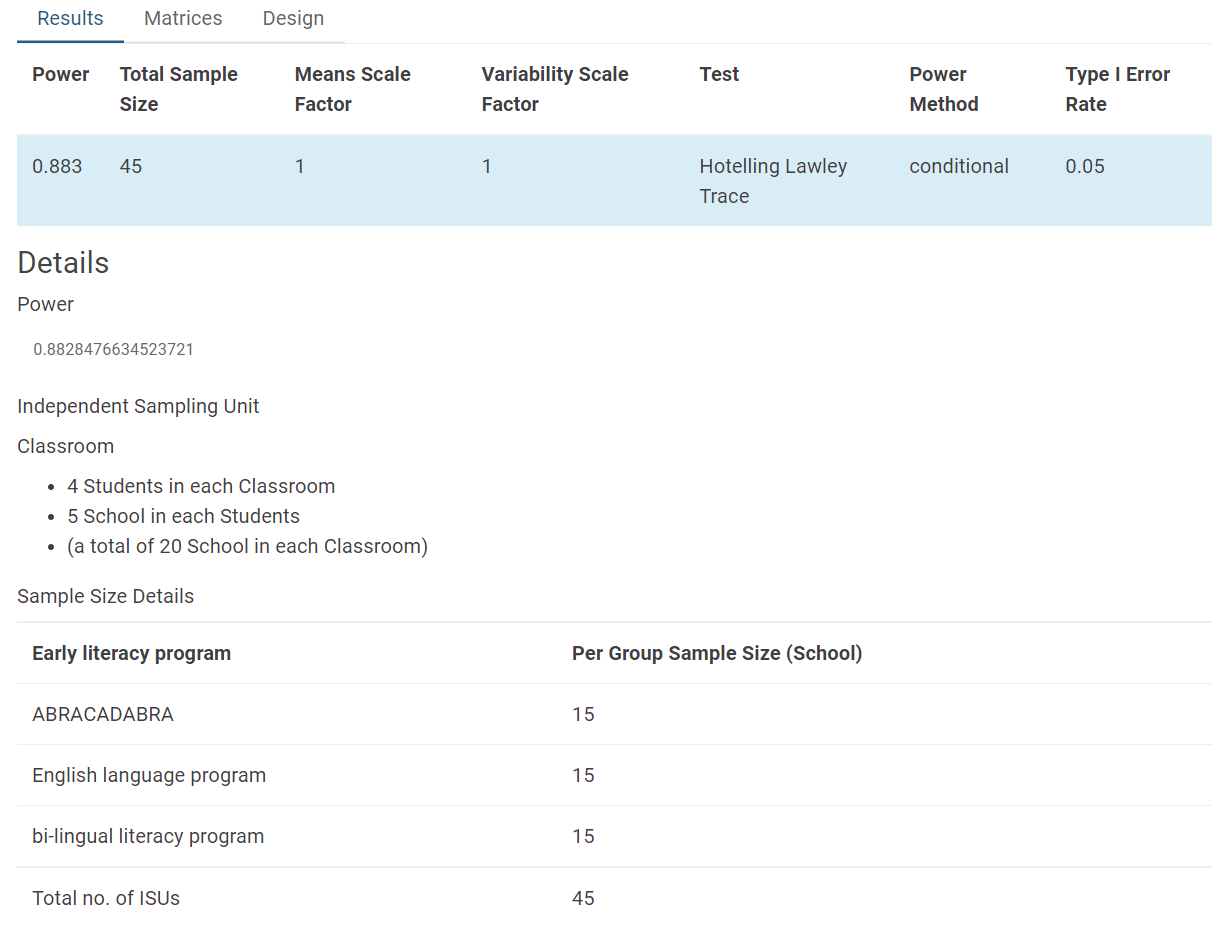 Results Matrices Design
Power Total Sample Size Means Scale Factor Variability Scale Factor Test Power Method Type I Error Rate
0.883 45 1 1 Hotelling Lawley Trace conditional 0.05
Details
Power
0.8828476634523721
Independent Sampling Unit
Classroom
• 4 Students in each Classroom
• 5 School in each Students
• (a total of 20 School in each Classroom)
Sample Size Details
Early literacy program Per Group Sample Size (School)
ABRACADABRA 15
English language program 15
bi-lingual literacy program 15
Total no. of ISUs 45